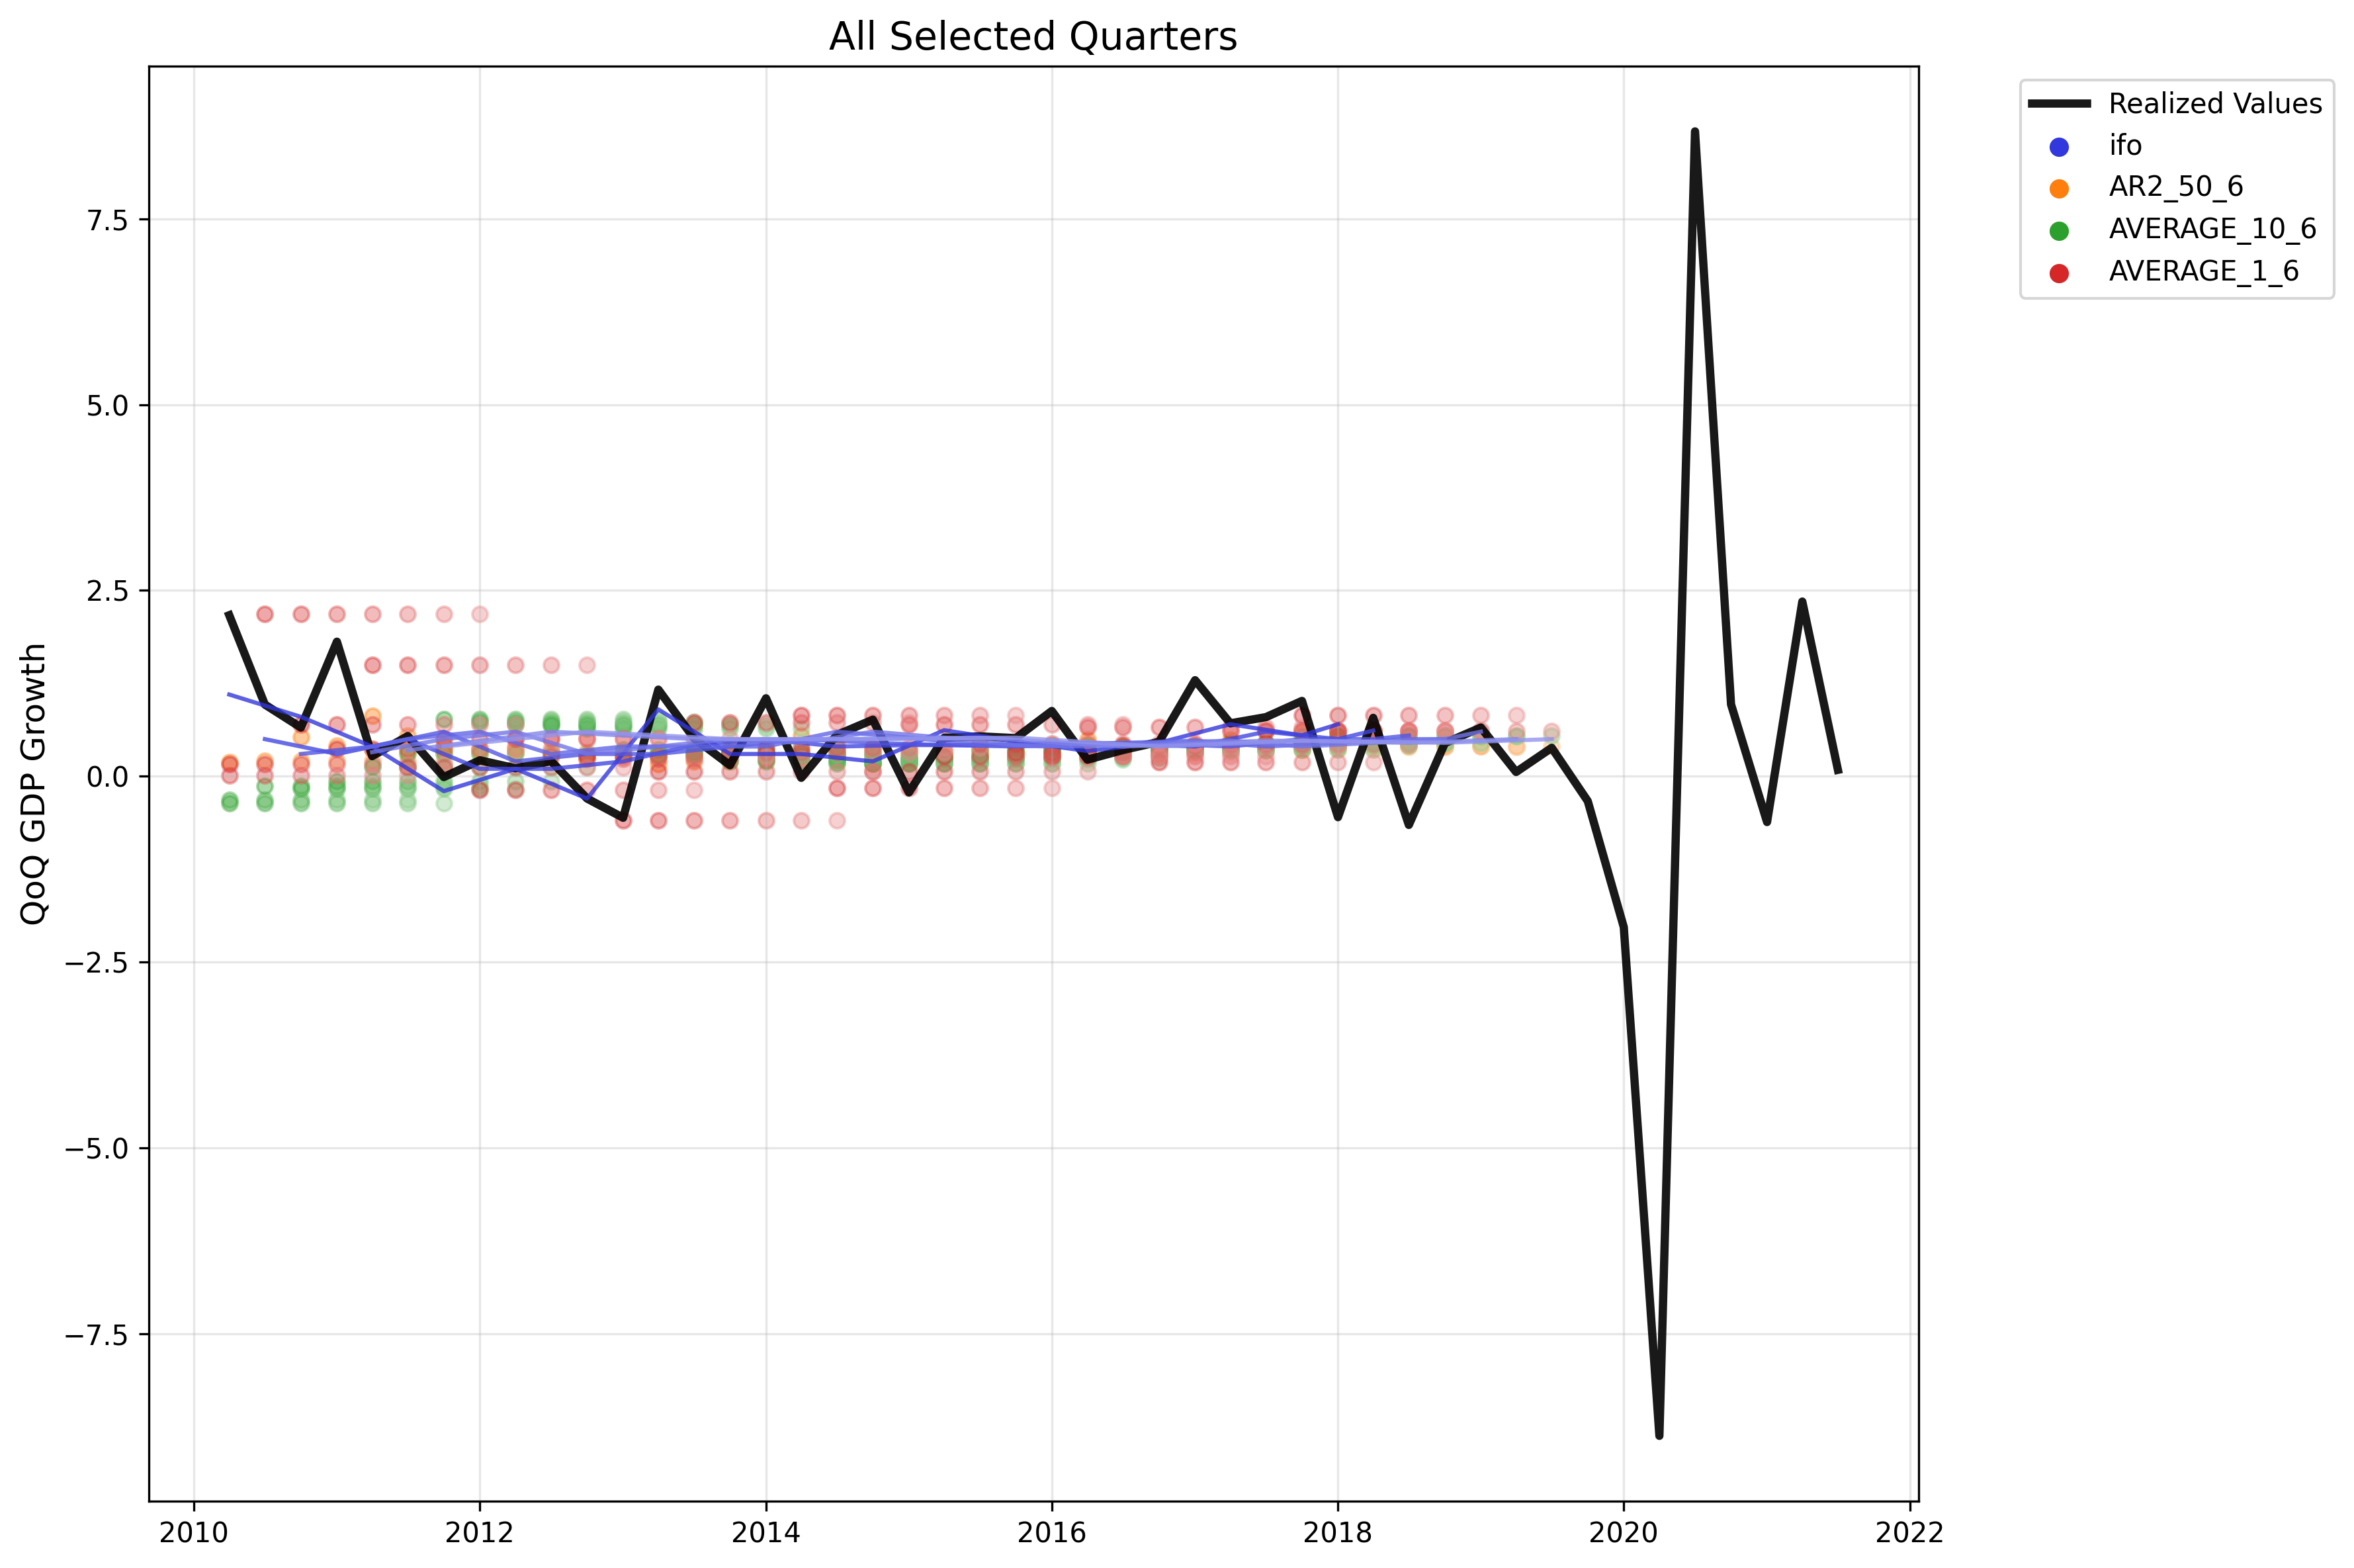 All Selected Quarters
QoQ GDP Growth
7.5
5.0
2.5
0.0
−2.5
−5.0
−7.5
2010
2012
2014
2016
2018
2020
2022
Realized Values
ifo
AR2_50_6
AVERAGE_10_6
AVERAGE_1_6